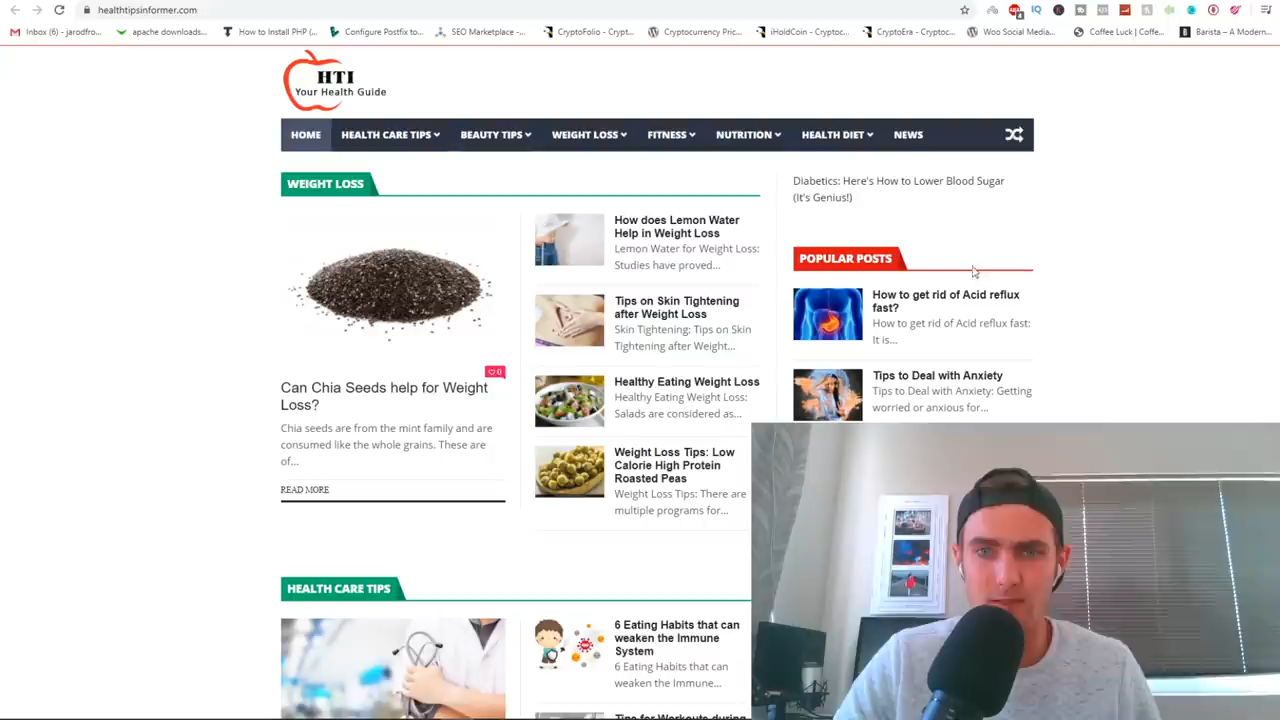 healthtipsinformer.com
Inbox (6) - jarodfro...
apache downloads...
How to Install PHP (...
Configure Postfix to...
SEO Marketplace -...
CryptoFolio - Crypt...
Cryptocurrency Pric...
iHoldCoin - Cryptoc...
CryptoEra - Cryptoc...
Woo Social Media...
Coffee Luck | Coffe...
Barista – A Modern...
HTI
Your Health Guide
HOME
HEALTH CARE TIPS
BEAUTY TIPS
WEIGHT LOSS
FITNESS
NUTRITION
HEALTH DIET
NEWS
WEIGHT LOSS
0
Can Chia Seeds help for Weight
Loss?
Chia seeds are from the mint family and are
consumed like the whole grains. These are
of...
READ MORE
How does Lemon Water
Help in Weight Loss
Lemon Water for Weight Loss:
Studies have proved...
Tips on Skin Tightening
after Weight Loss
Skin Tightening: Tips on Skin
Tightening after Weight...
Healthy Eating Weight Loss
Healthy Eating Weight Loss:
Salads are considered as...
Weight Loss Tips: Low
Calorie High Protein
Roasted Peas
Weight Loss Tips: There are
multiple programs for...
Diabetics: Here's How to Lower Blood Sugar
(It's Genius!)
POPULAR POSTS
How to get rid of Acid reflux
fast?
How to get rid of Acid reflux fast:
It is...
Tips to Deal with Anxiety
Tips to Deal with Anxiety: Getting
worried or anxious for...
HEALTH CARE TIPS
6 Eating Habits that can
weaken the Immune
System
6 Eating Habits that can
weaken the Immune...
Tips for Workouts during